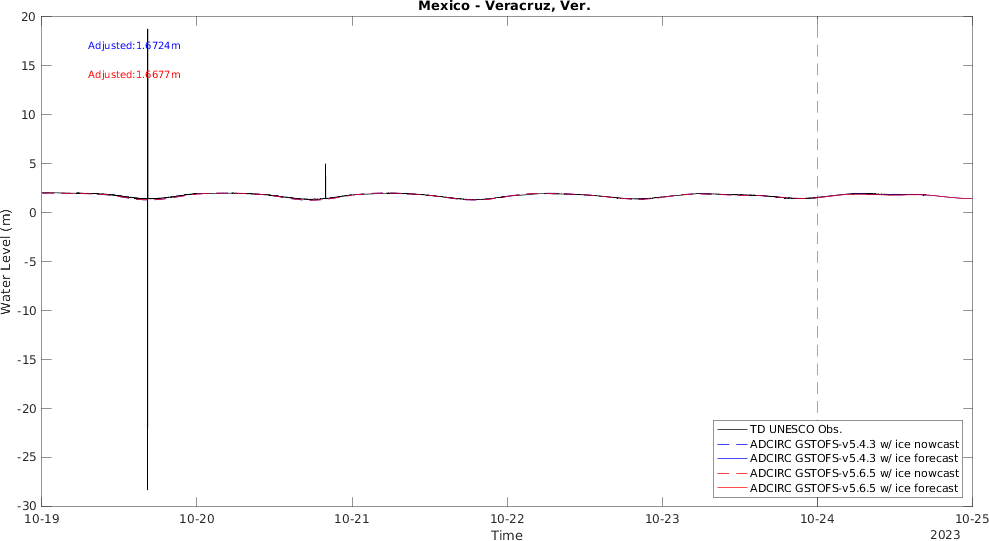 Mexico - Veracruz, Ver.
20
15
10
5
0
-5
-10
-15
-20
-25
-30
Water Level (m)
Adjusted:1.6724m
Adjusted:1.6677m
TD UNESCO Obs.
ADCIRC GSTOFS-v5.4.3 w/ ice nowcast
ADCIRC GSTOFS-v5.4.3 w/ ice forecast
ADCIRC GSTOFS-v5.6.5 w/ ice nowcast
ADCIRC GSTOFS-v5.6.5 w/ ice forecast
10-19 10-20 10-21 10-22 10-23 10-24 10-25
Time
2023